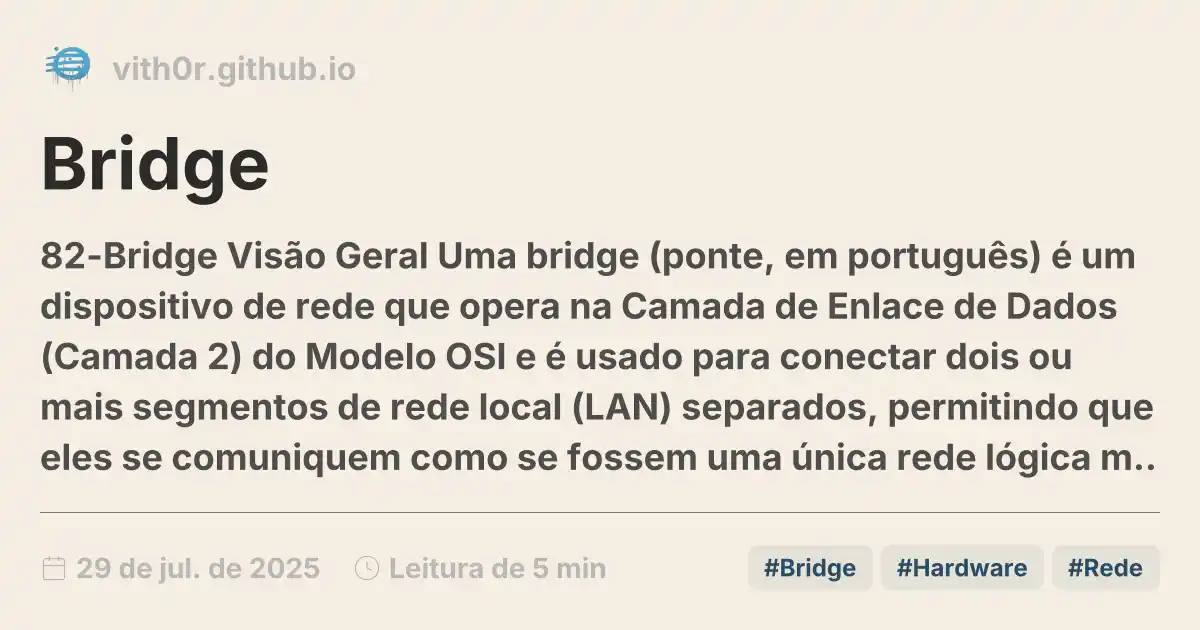 vith0r.github.io
Bridge
82-Bridge Visão Geral Uma bridge (ponte, em português) é um
dispositivo de rede que opera na Camada de Enlace de Dados
(Camada 2) do Modelo OSI e é usado para conectar dois ou
mais segmentos de rede local (LAN) separados, permitindo que
eles se comuniquem como se fossem uma única rede lógica m..
29 de jul. de 2025 Leitura de 5 min #Bridge #Hardware #Rede